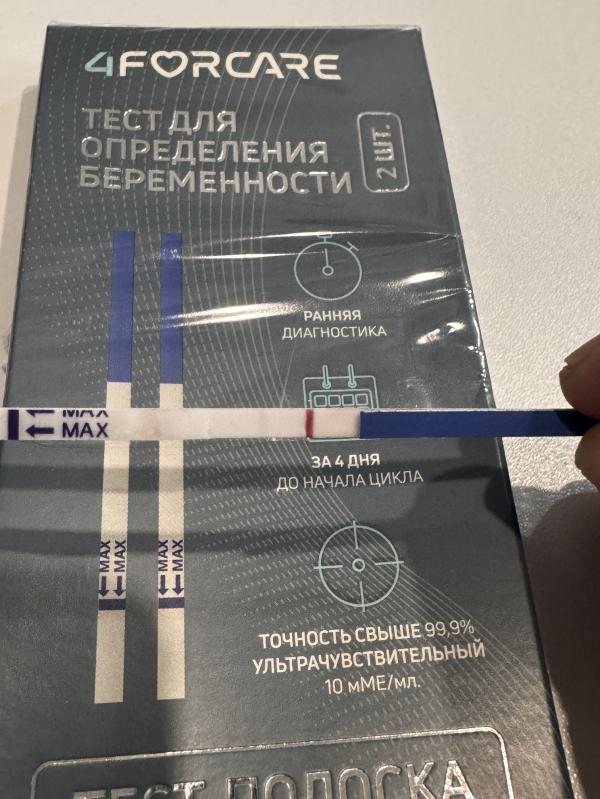 4FORCARE
ТЕСТ ДЛЯ
ОПРЕДЕЛЕНИЯ
БЕРЕМЕННОСТИ
2 ШТ.
РАННЯЯ
ДИАГНОСТИКА
MAX
MAX
ЗА 4 ДНЯ
ДО НАЧАЛА ЦИКЛА
MAX
MAX
MAX
MAX
ТОЧНОСТЬ СВЫШЕ 99,9%
УЛЬТРАЧУВСТВИТЕЛЬНЫЙ
10 мМЕ/мл.
ТЕСТ ПОЛОСКА